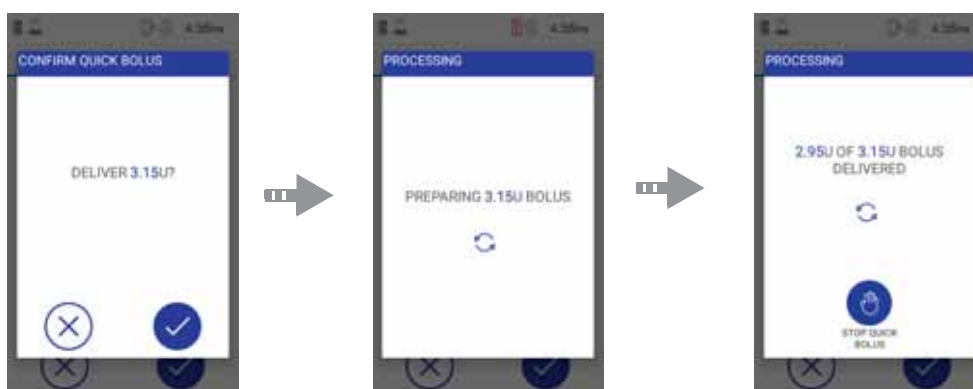 CONFIRM QUICK BOLUS
DELIVER 3.15U?
PROCESSING
PREPARING 3.15U BOLUS
PROCESSING
2.95U OF 3.15U BOLUS
DELIVERED
STOP QUICK
BOLUS